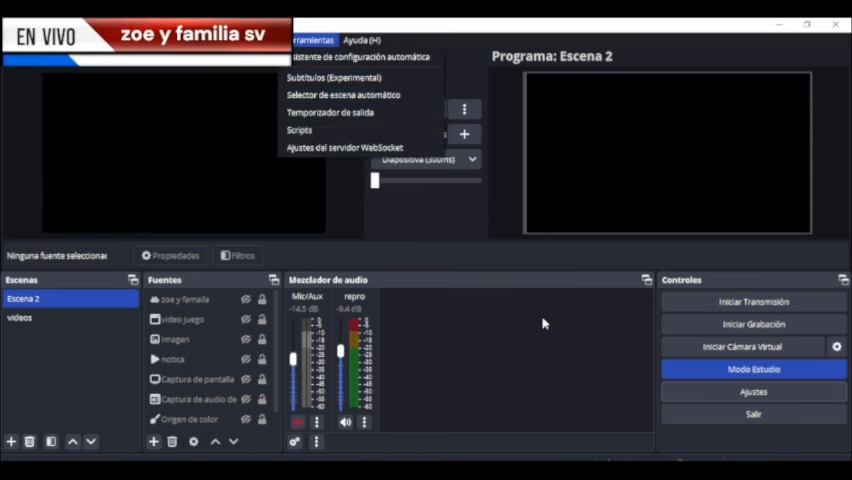 EN VIVO
zoe y familia sv
rramientas
Ayuda (H)
sistente de configuración automática
Subtítulos (Experimental)
Selector de escena automático
Temporizador de salida
Scripts
Ajustes del servidor WebSocket
Programa: Escena 2
Diapositiva (300ms)
Ninguna fuente seleccionac
Propiedades
Filtros
Escenas
Escena 2
videos
Fuentes
zoe y famaila
video juego
Imagen
notica
Captura de pantalla
Captura de audio de
Origen de color
Mezclador de audio
Mic/Aux
-14.5 dB
repro
-9.4 dB
Controles
Iniciar Transmisión
Iniciar Grabación
Iniciar Cámara Virtual
Modo Estudio
Ajustes
Salir